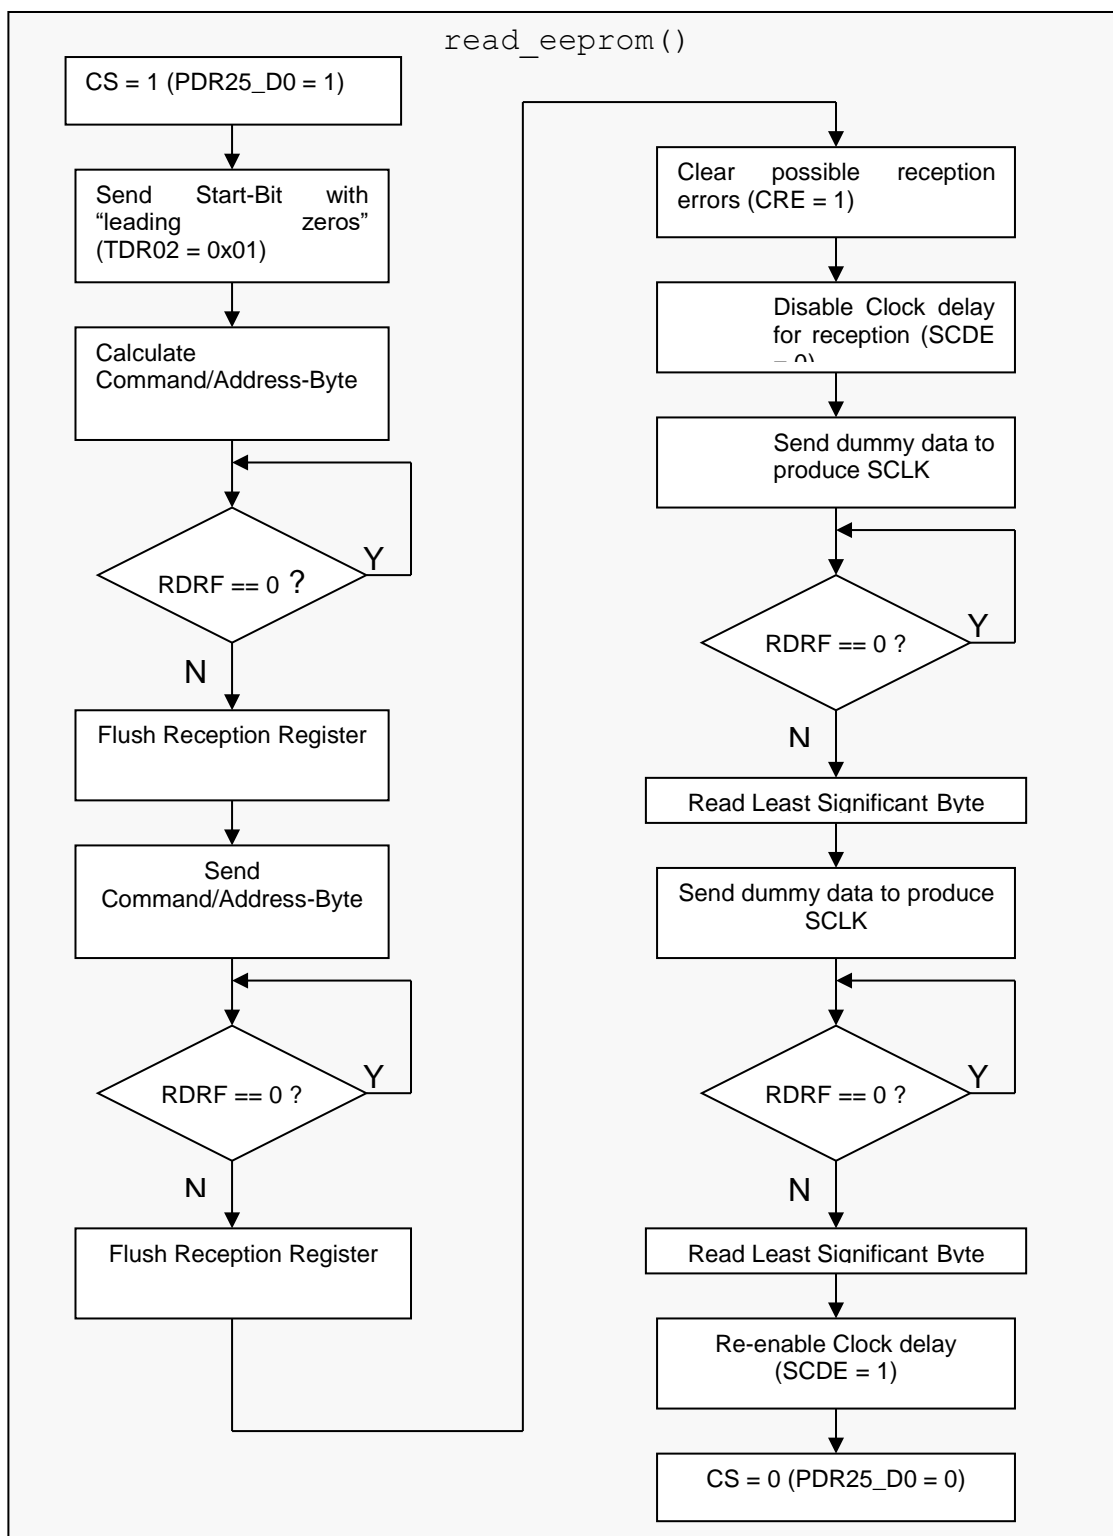 read_eeprom()
CS = 1 (PDR25_D0 = 1)
Send Start-Bit with
“leading zeros”
(TDR02 = 0x01)
Calculate
Command/Address-Byte
RDRF == 0 ?
Y
N
Flush Reception Register
Send
Command/Address-Byte
RDRF == 0 ?
Y
N
Flush Reception Register
Clear possible reception
errors (CRE = 1)
Disable Clock delay
for reception (SCDE
= 0)
Send dummy data to
produce SCLK
RDRF == 0 ?
Y
N
Read Least Significant Byte
Send dummy data to produce
SCLK
RDRF == 0 ?
Y
N
Read Least Significant Byte
Re-enable Clock delay
(SCDE = 1)
CS = 0 (PDR25_D0 = 0)